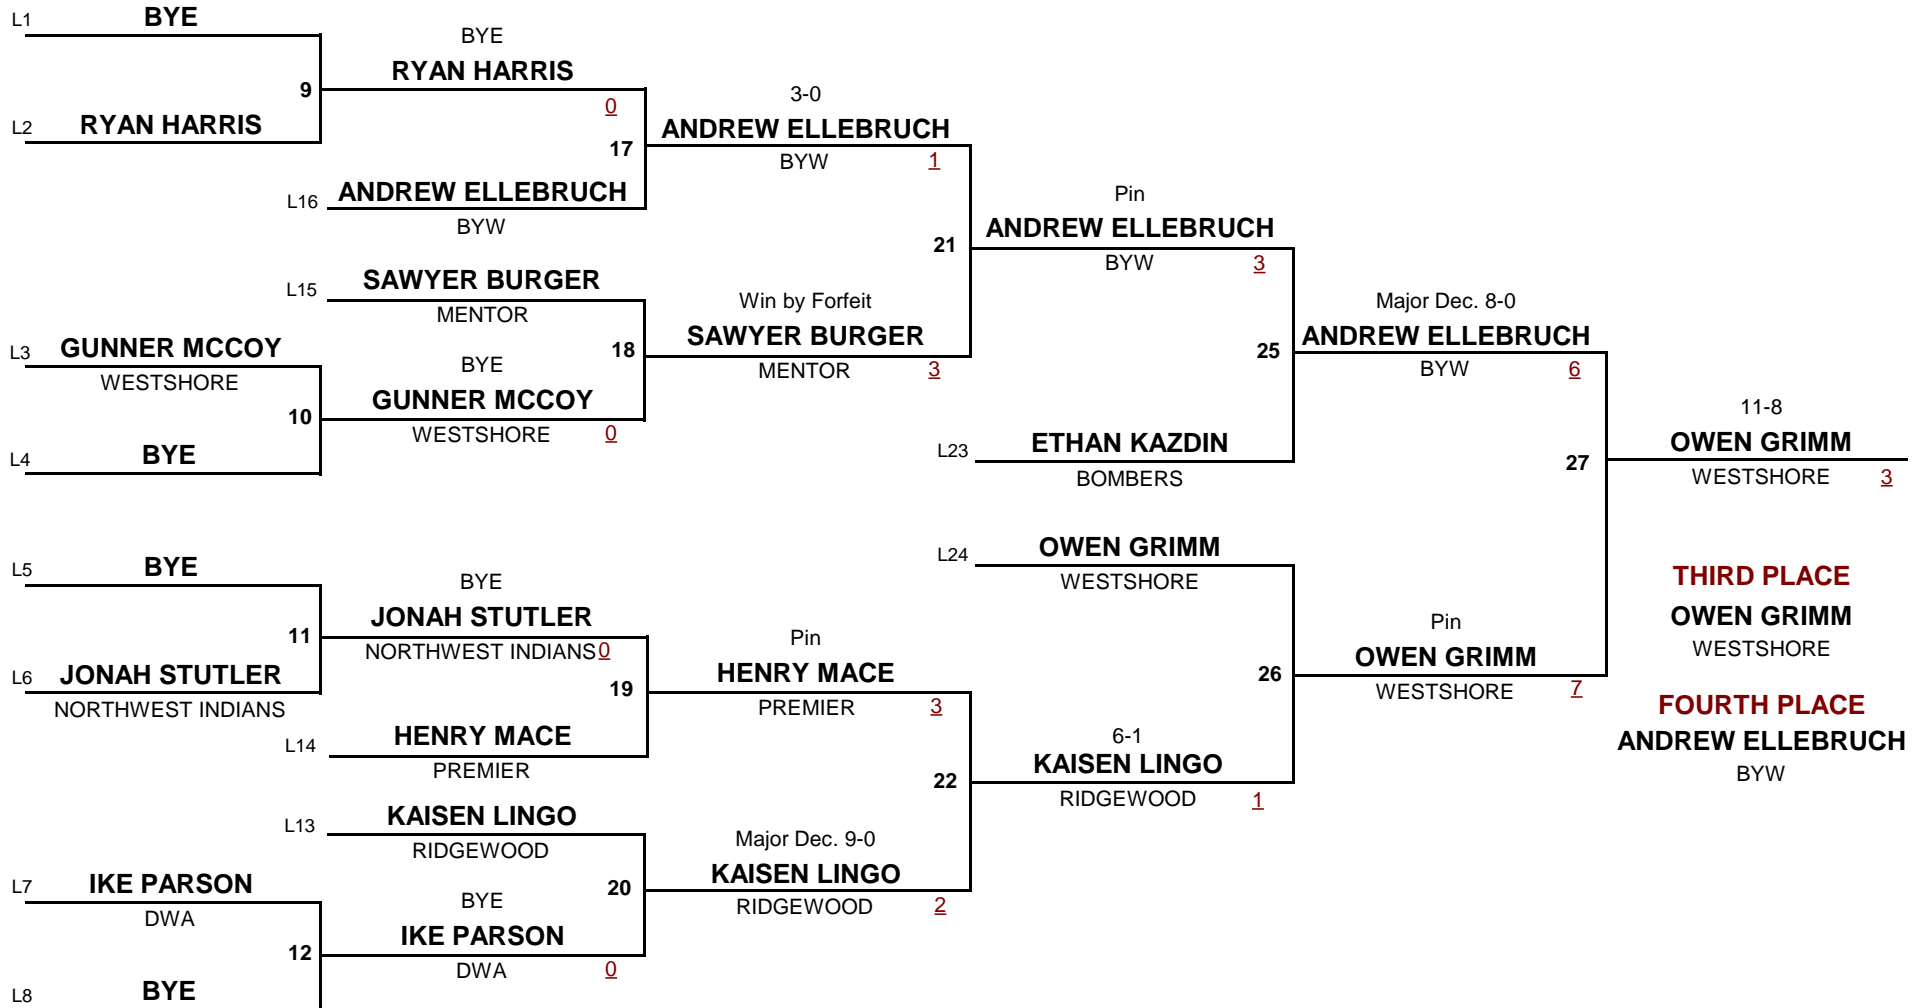 L1 BYE
BYE
RYAN HARRIS
9
0
3-0
L2 RYAN HARRIS
ANDREW ELLEBRUCH
17
BYW 1
L16 ANDREW ELLEBRUCH
BYW
Pin
ANDREW ELLEBRUCH
21
BYW 3
L15 SAWYER BURGER
MENTOR
Win by Forfeit
SAWYER BURGER
18
MENTOR 3
L3 GUNNER MCCOY
WESTSHORE
BYE
GUNNER MCCOY
10
WESTSHORE 0
L4 BYE
Major Dec. 8-0
ANDREW ELLEBRUCH
25
BYW 6
L23 ETHAN KAZDIN
BOMBERS
11-8
OWEN GRIMM
27
WESTSHORE 3
L5 BYE
BYE
JONAH STUTLER
11
NORTHWEST INDIANS 0
L6 JONAH STUTLER
NORTHWEST INDIANS
L24 OWEN GRIMM
WESTSHORE
Pin
HENRY MACE
19
PREMIER 3
L14 HENRY MACE
PREMIER
Pin
OWEN GRIMM
26
WESTSHORE 7
THIRD PLACE
OWEN GRIMM
WESTSHORE
FOURTH PLACE
ANDREW ELLEBRUCH
BYW
6-1
KAISEN LINGO
22
RIDGEWOOD 1
L13 KAISEN LINGO
RIDGEWOOD
Major Dec. 9-0
KAISEN LINGO
20
RIDGEWOOD 2
L7 IKE PARSON
DWA
BYE
IKE PARSON
12
DWA 0
L8 BYE